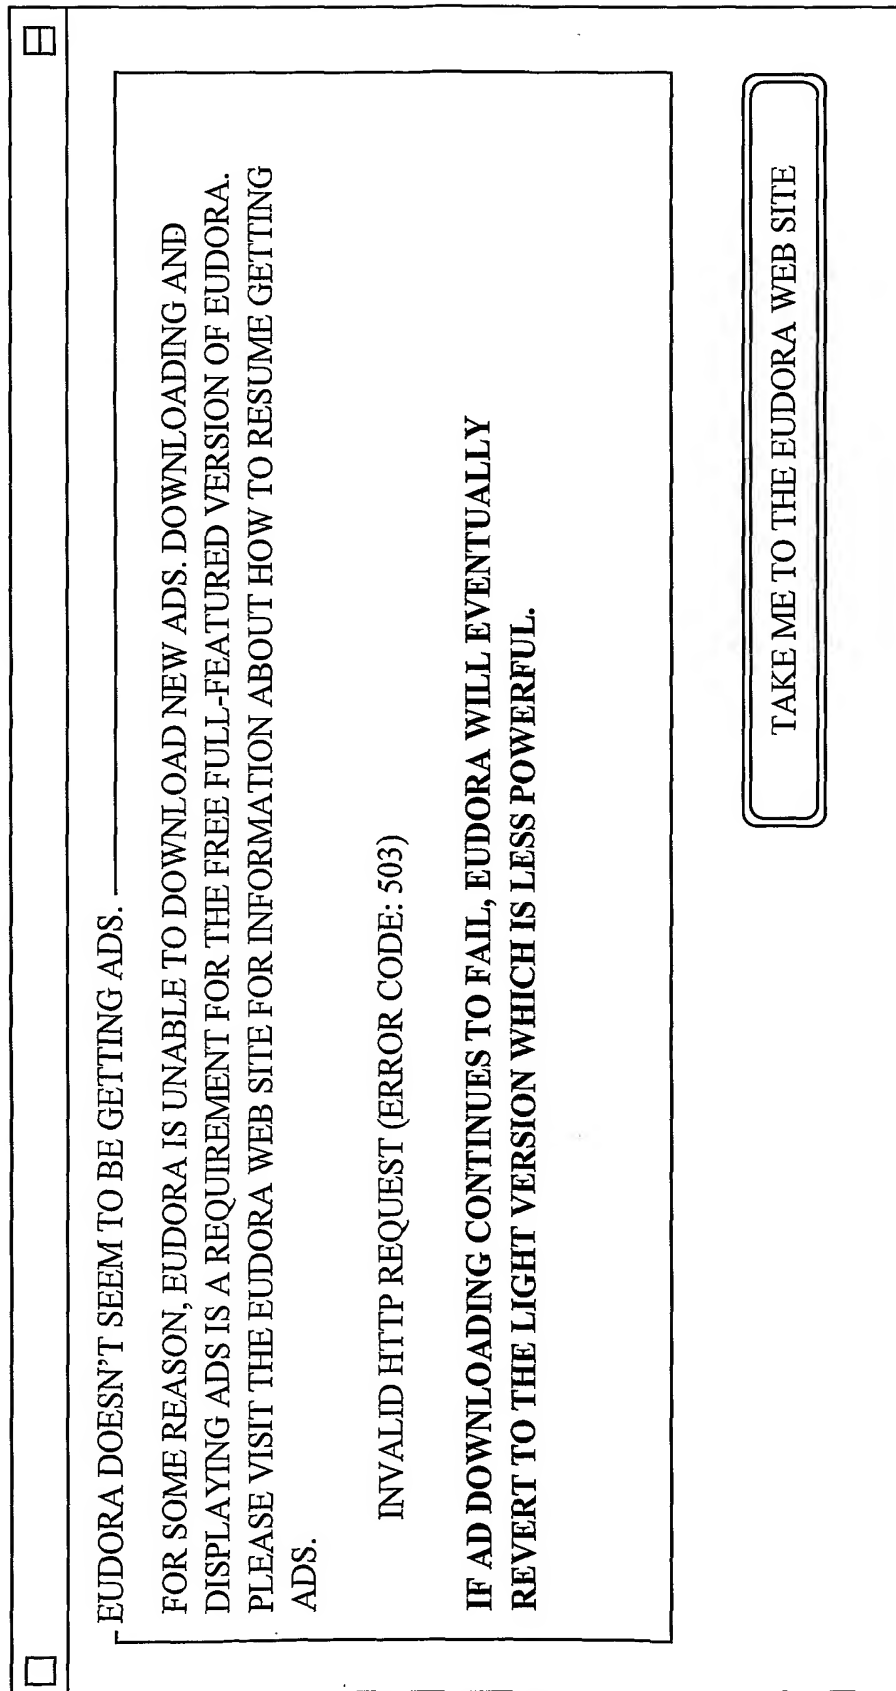 EUDORA DOESN'T SEEM TO BE GETTING ADS.
FOR SOME REASON, EUDORA IS UNABLE TO DOWNLOAD NEW ADS. DOWNLOADING AND
DISPLAYING ADS IS A REQUIREMENT FOR THE FREE FULL-FEATURED VERSION OF EUDORA.
PLEASE VISIT THE EUDORA WEB SITE FOR INFORMATION ABOUT HOW TO RESUME GETTING
ADS.
INVALID HTTP REQUEST (ERROR CODE: 503)
IF AD DOWNLOADING CONTINUES TO FAIL, EUDORA WILL EVENTUALLY
REVERT TO THE LIGHT VERSION WHICH IS LESS POWERFUL.
TAKE ME TO THE EUDORA WEB SITE